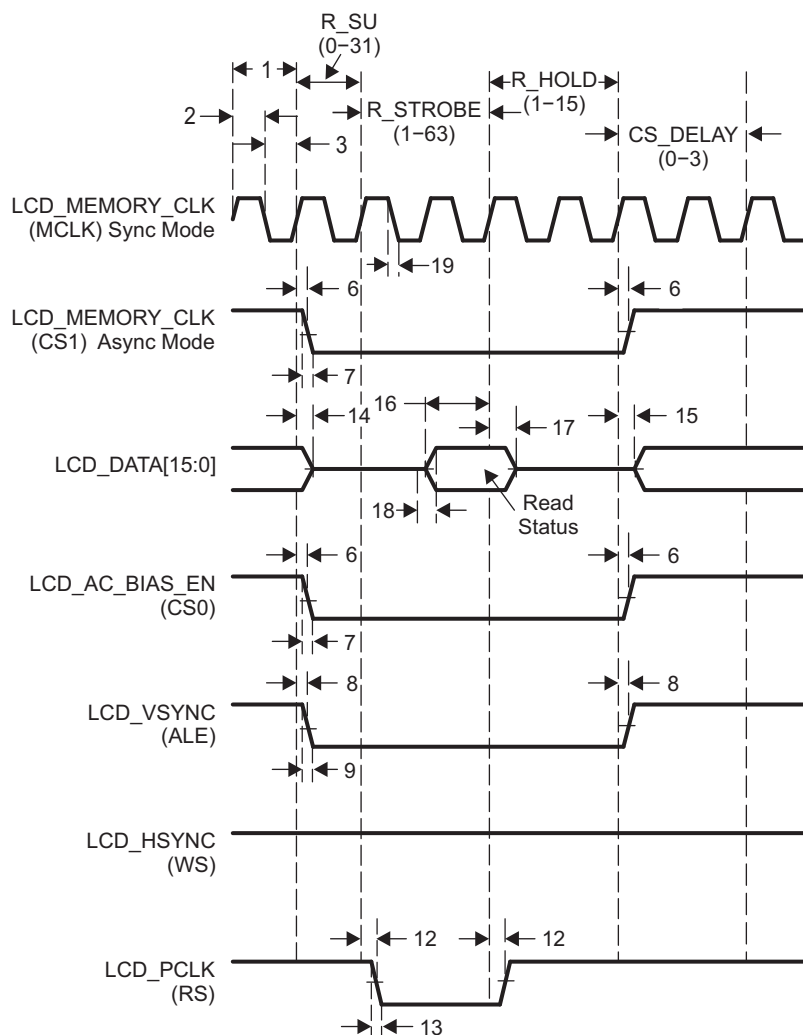 R_SU
(0−31)
1
R_HOLD
(1−15)
2
R_STROBE
(1−63)
CS_DELAY
(0−3)
3
LCD_MEMORY_CLK
(MCLK) Sync Mode
19
6
6
LCD_MEMORY_CLK
(CS1) Async Mode
7
16
14
17
15
LCD_DATA[15:0]
18
Read
Status
6
6
LCD_AC_BIAS_EN
(CS0)
7
8
8
LCD_VSYNC
(ALE)
9
LCD_HSYNC
(WS)
12
12
LCD_PCLK
(RS)
13